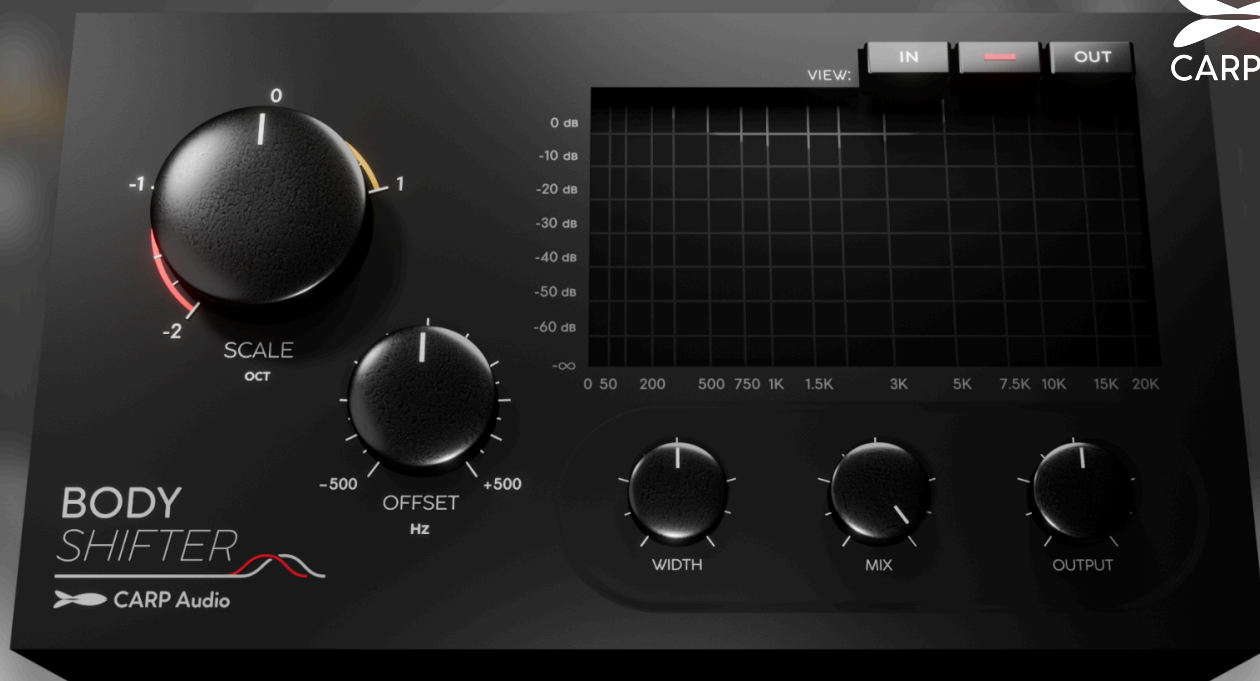 CARP
IN
OUT
VIEW:
0
-1
1
-2
SCALE
OCT
0 dB
-10 dB
-20 dB
-30 dB
-40 dB
-50 dB
-60 dB
-∞
0 50 200 500 750 1K 1.5K 3K 5K 7.5K 10K 15K 20K
-500
+500
OFFSET
Hz
BODY
SHIFTER
CARP Audio
WIDTH
MIX
OUTPUT